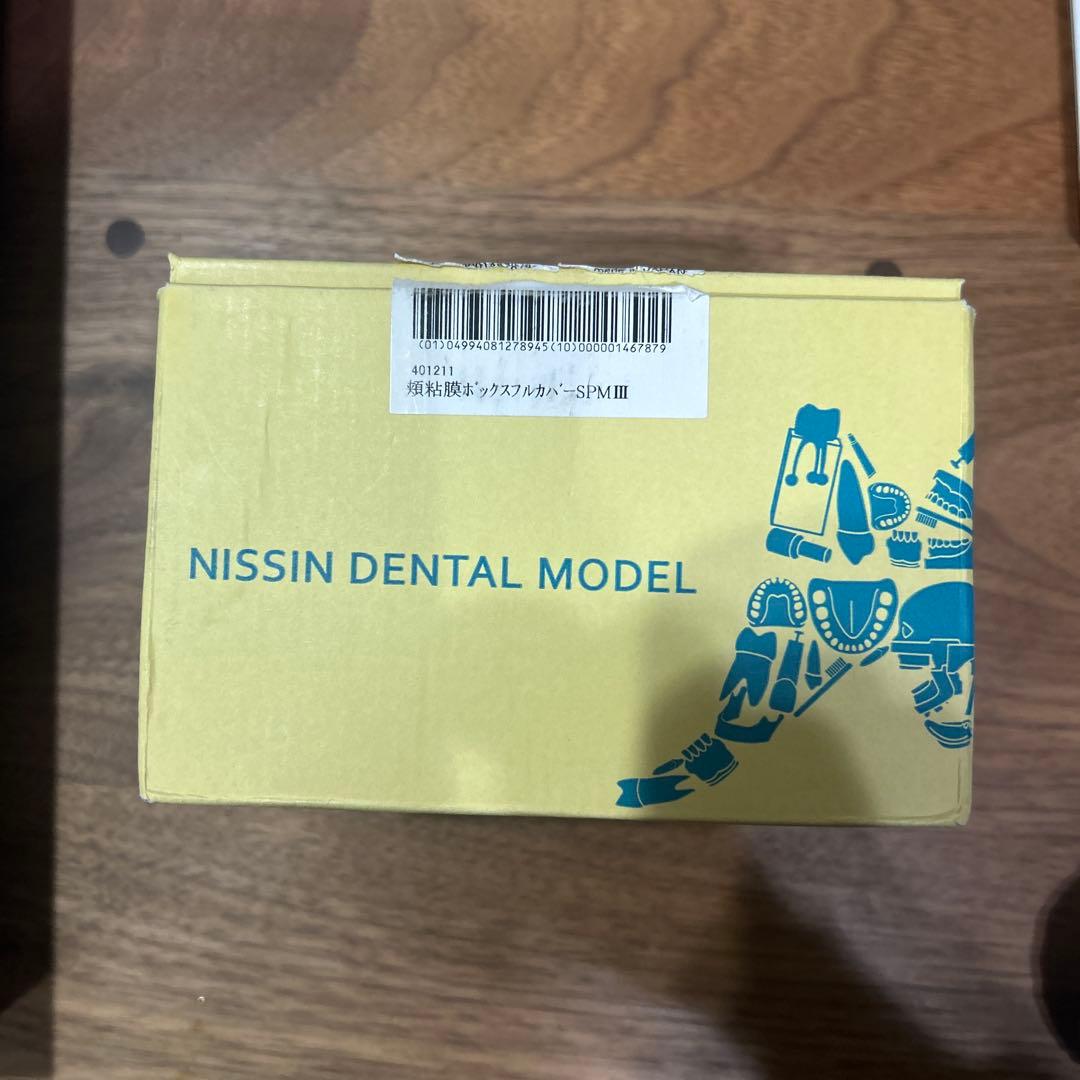 (01)04994081278945(10)000001467879
401211
頬粘膜ﾎﾞｯｸｽﾌﾙｶﾊﾞｰSPMⅢ
NISSIN DENTAL MODEL